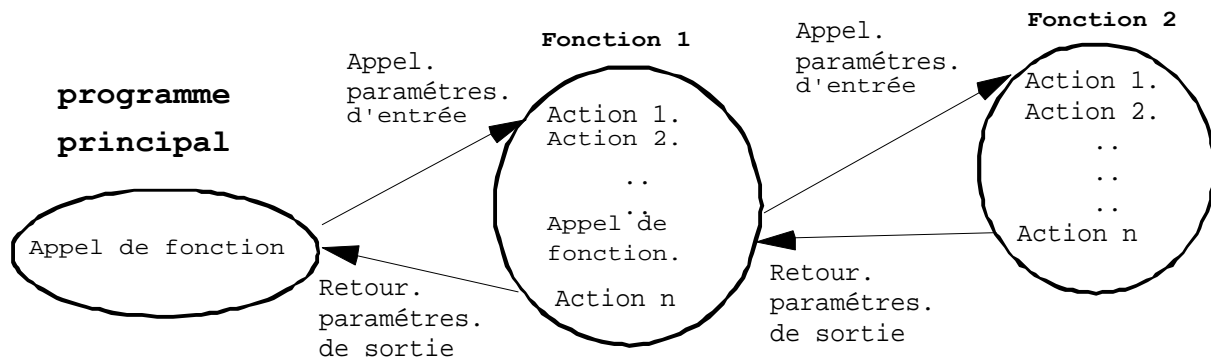 programme
principal
Appel de fonction
Appel.
paramétres.
d'entrée
Retour.
paramétres.
de sortie
Fonction 1
Action 1.
Action 2.
..
..
Appel de
fonction.
Action n
Appel.
paramétres.
d'entrée
Retour.
paramétres.
de sortie
Fonction 2
Action 1.
Action 2.
..
..
..
Action n